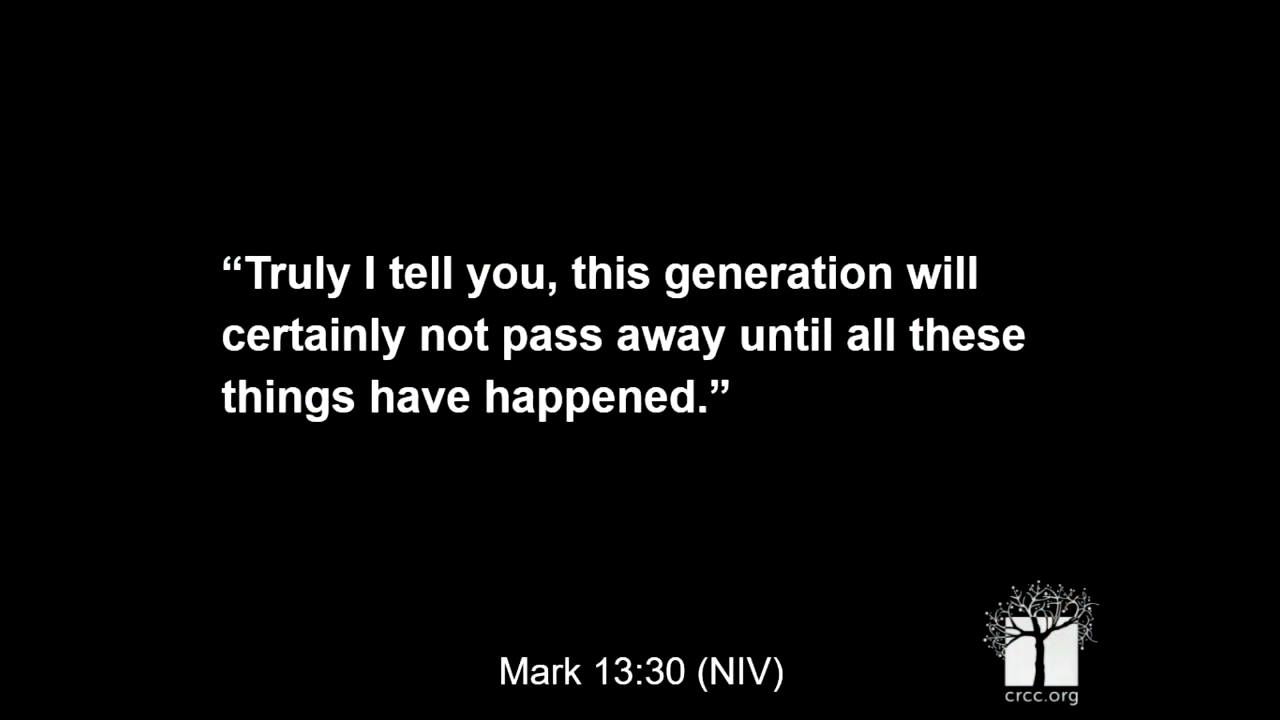 “Truly I tell you, this generation will
certainly not pass away until all these
things have happened.”
Mark 13:30 (NIV)
crcc.org